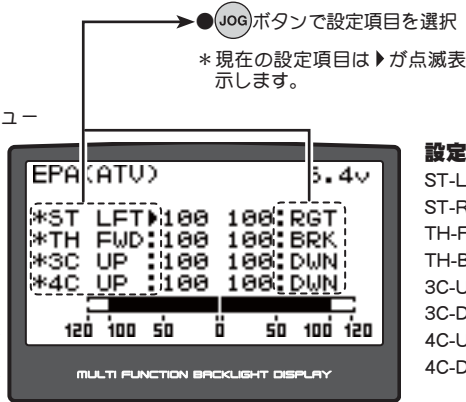 ●JOGボタンで設定項目を選択
＊現在の設定項目は▶が点滅表
示します。
ュー
EPA(ATV) 6.4v
*ST LFT▶100 100:RGT
*TH FWD:100 100:BRK
*3C UP :100 100:DWN
*4C UP :100 100:DWN
120 100 50 0 50 100 120
MULTI FUNCTION BACKLIGHT DISPLAY
設定
ST-L
ST-R
TH-F
TH-B
3C-U
3C-D
4C-U
4C-D